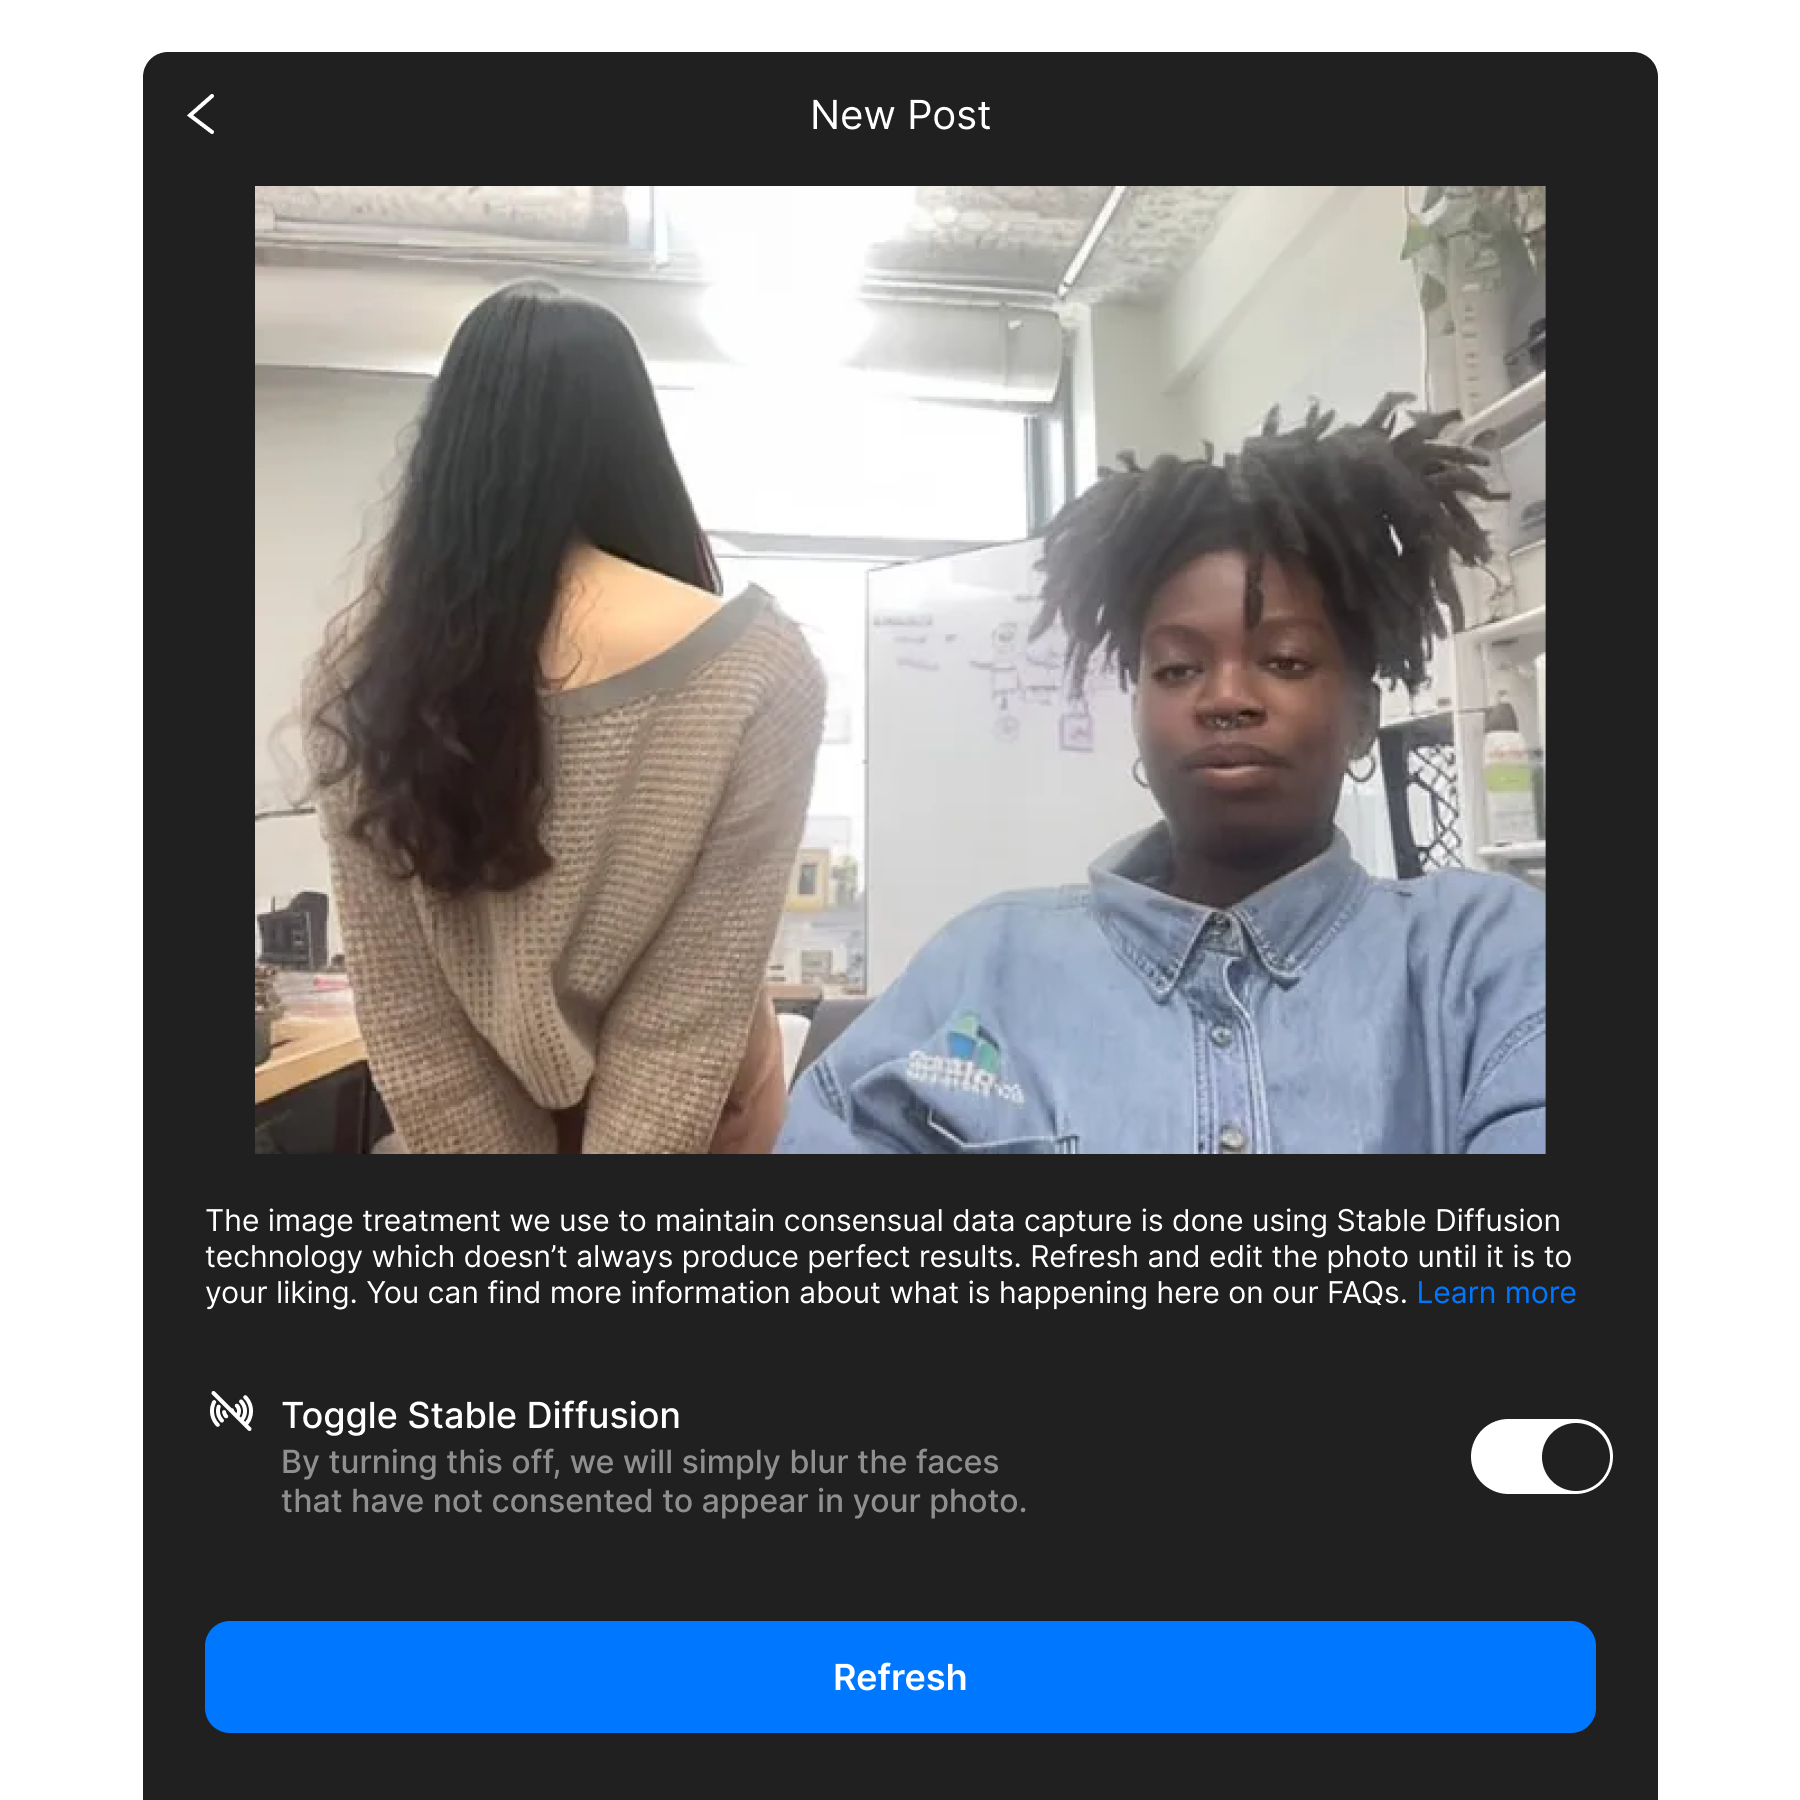 New Post
The image treatment we use to maintain consensual data capture is done using Stable Diffusion
technology which doesn’t always produce perfect results. Refresh and edit the photo until it is to
your liking. You can find more information about what is happening here on our FAQs. Learn more
Toggle Stable Diffusion
By turning this off, we will simply blur the faces
that have not consented to appear in your photo.
Refresh